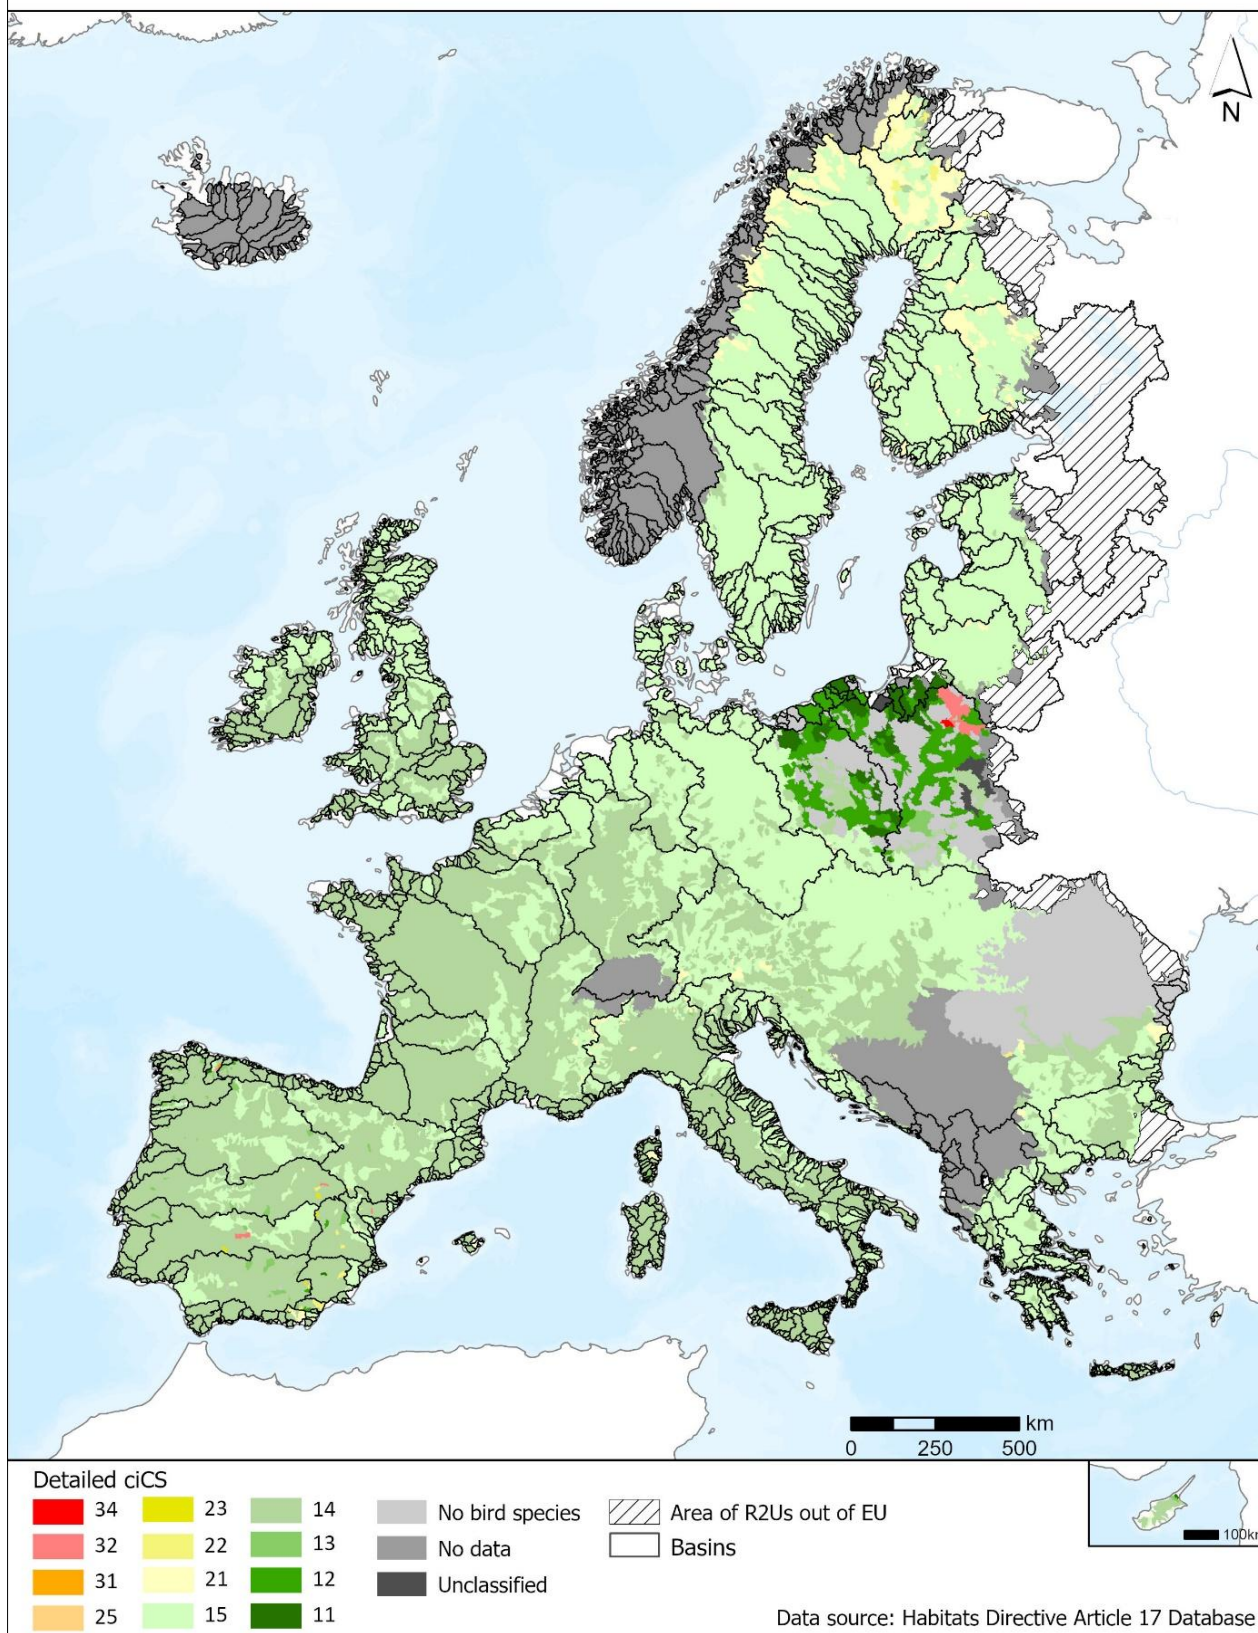 N
km
0 250 500
Detailed ciCS
34 23 14 No bird species Area of R2Us out of EU
32 22 13 No data Basins
31 21 12 Unclassified
25 15 11
100km
Data source: Habitats Directive Article 17 Database